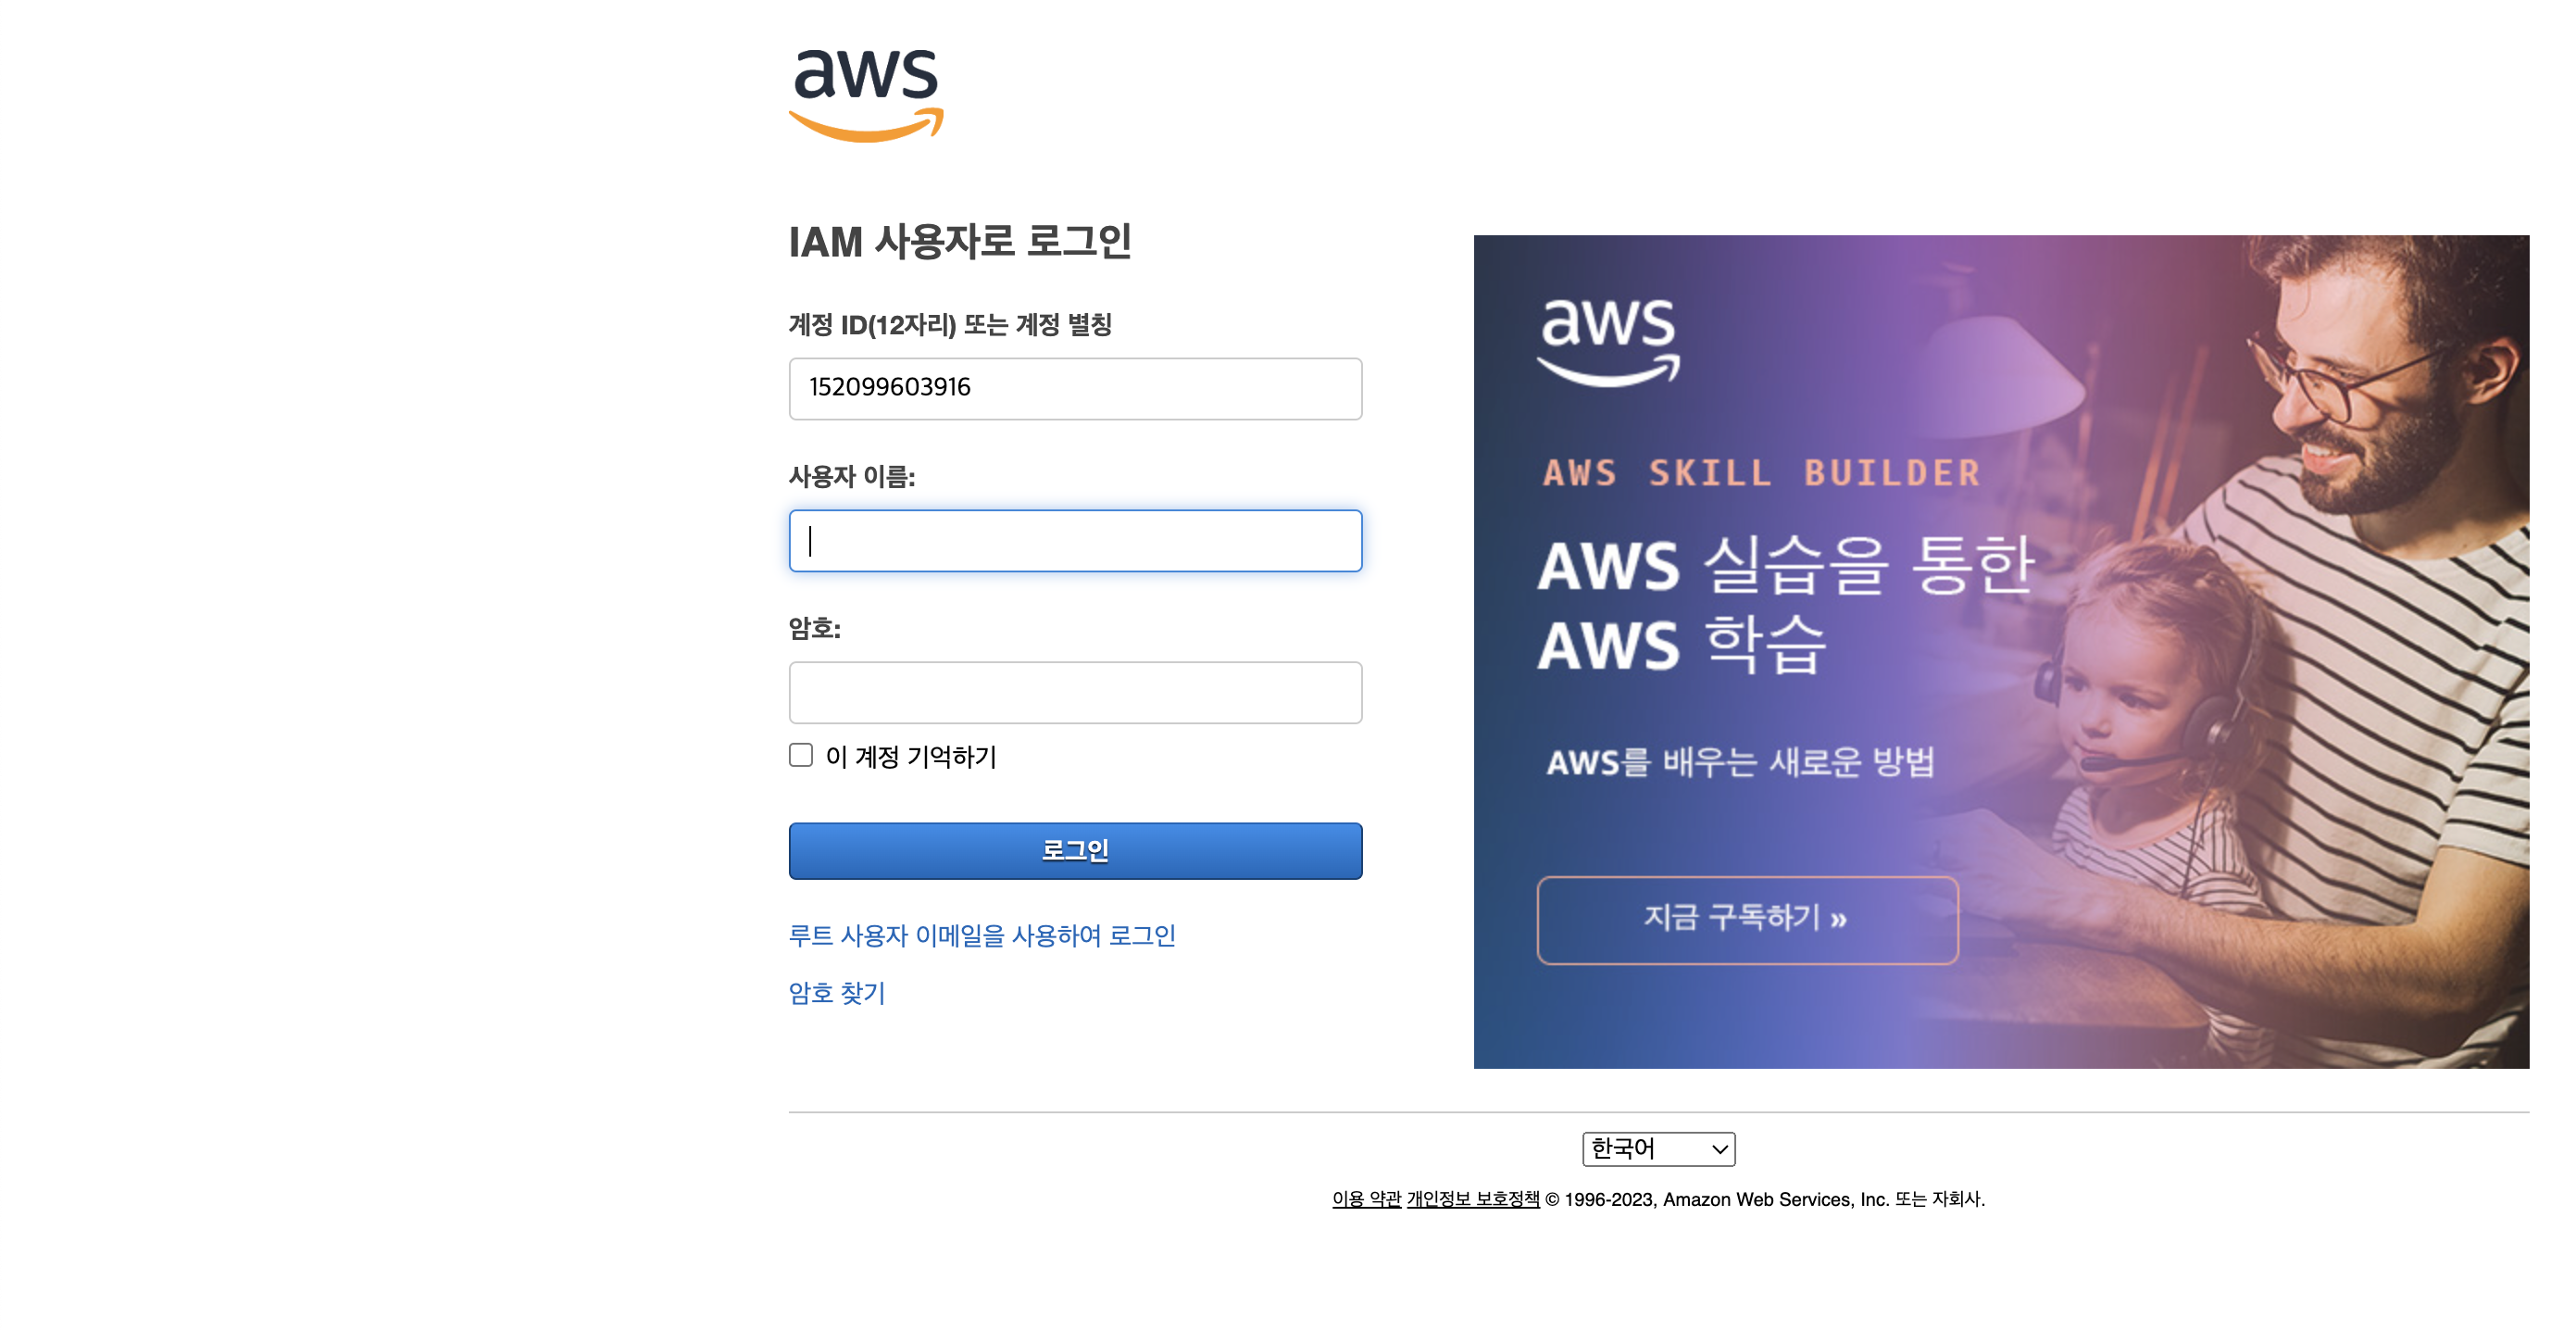 aws
IAM 사용자로 로그인
계정 ID(12자리) 또는 계정 별칭
152099603916
사용자 이름:
암호:
이 계정 기억하기
로그인
루트 사용자 이메일을 사용하여 로그인
암호 찾기
aws
AWS SKILL BUILDER
AWS 실습을 통한
AWS 학습
AWS를 배우는 새로운 방법
지금 구독하기 »
한국어
이용 약관 개인정보 보호정책 © 1996-2023, Amazon Web Services, Inc. 또는 자회사.